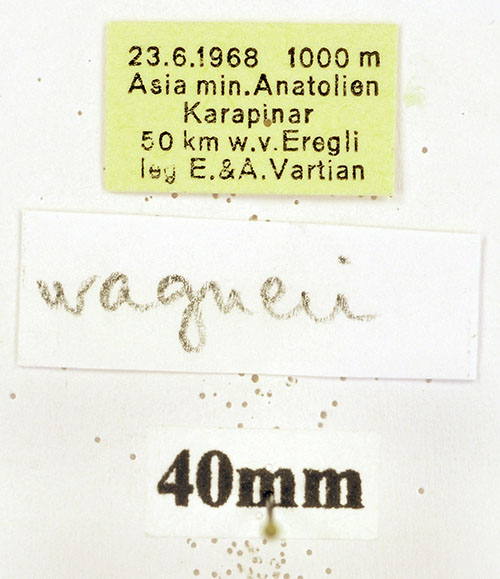 23.6.1968 1000 m
Asia min.Anatolien
Karapinar
50 km w.v.Eregli
leg E.&A.Vartian
wagneri
40mm